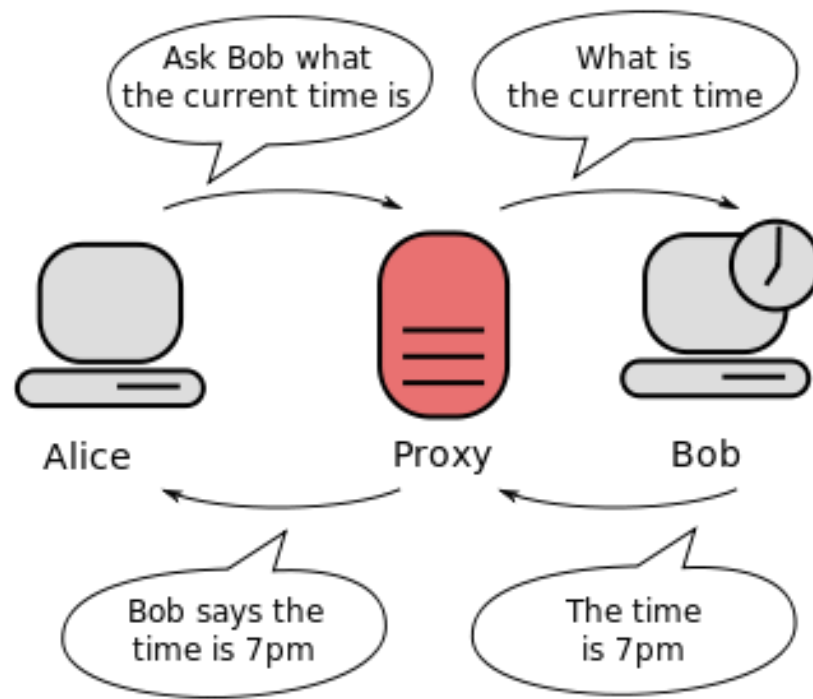 Ask Bob what
the current time is
What is
the current time
Alice
Proxy
Bob
Bob says the
time is 7pm
The time
is 7pm